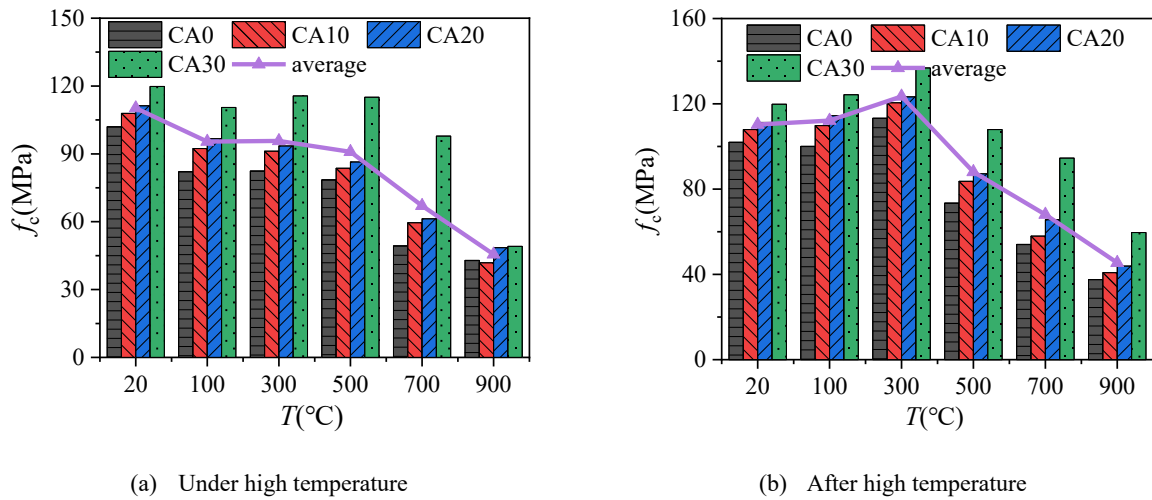 150
120
90
60
30
0
CA0 CA10 CA20
CA30 average
fc(MPa)
20 100 300 500 700 900
T(°C)
(a) Under high temperature
160
120
80
40
0
CA0 CA10 CA20
CA30 average
fc(MPa)
20 100 300 500 700 900
T(°C)
(b) After high temperature